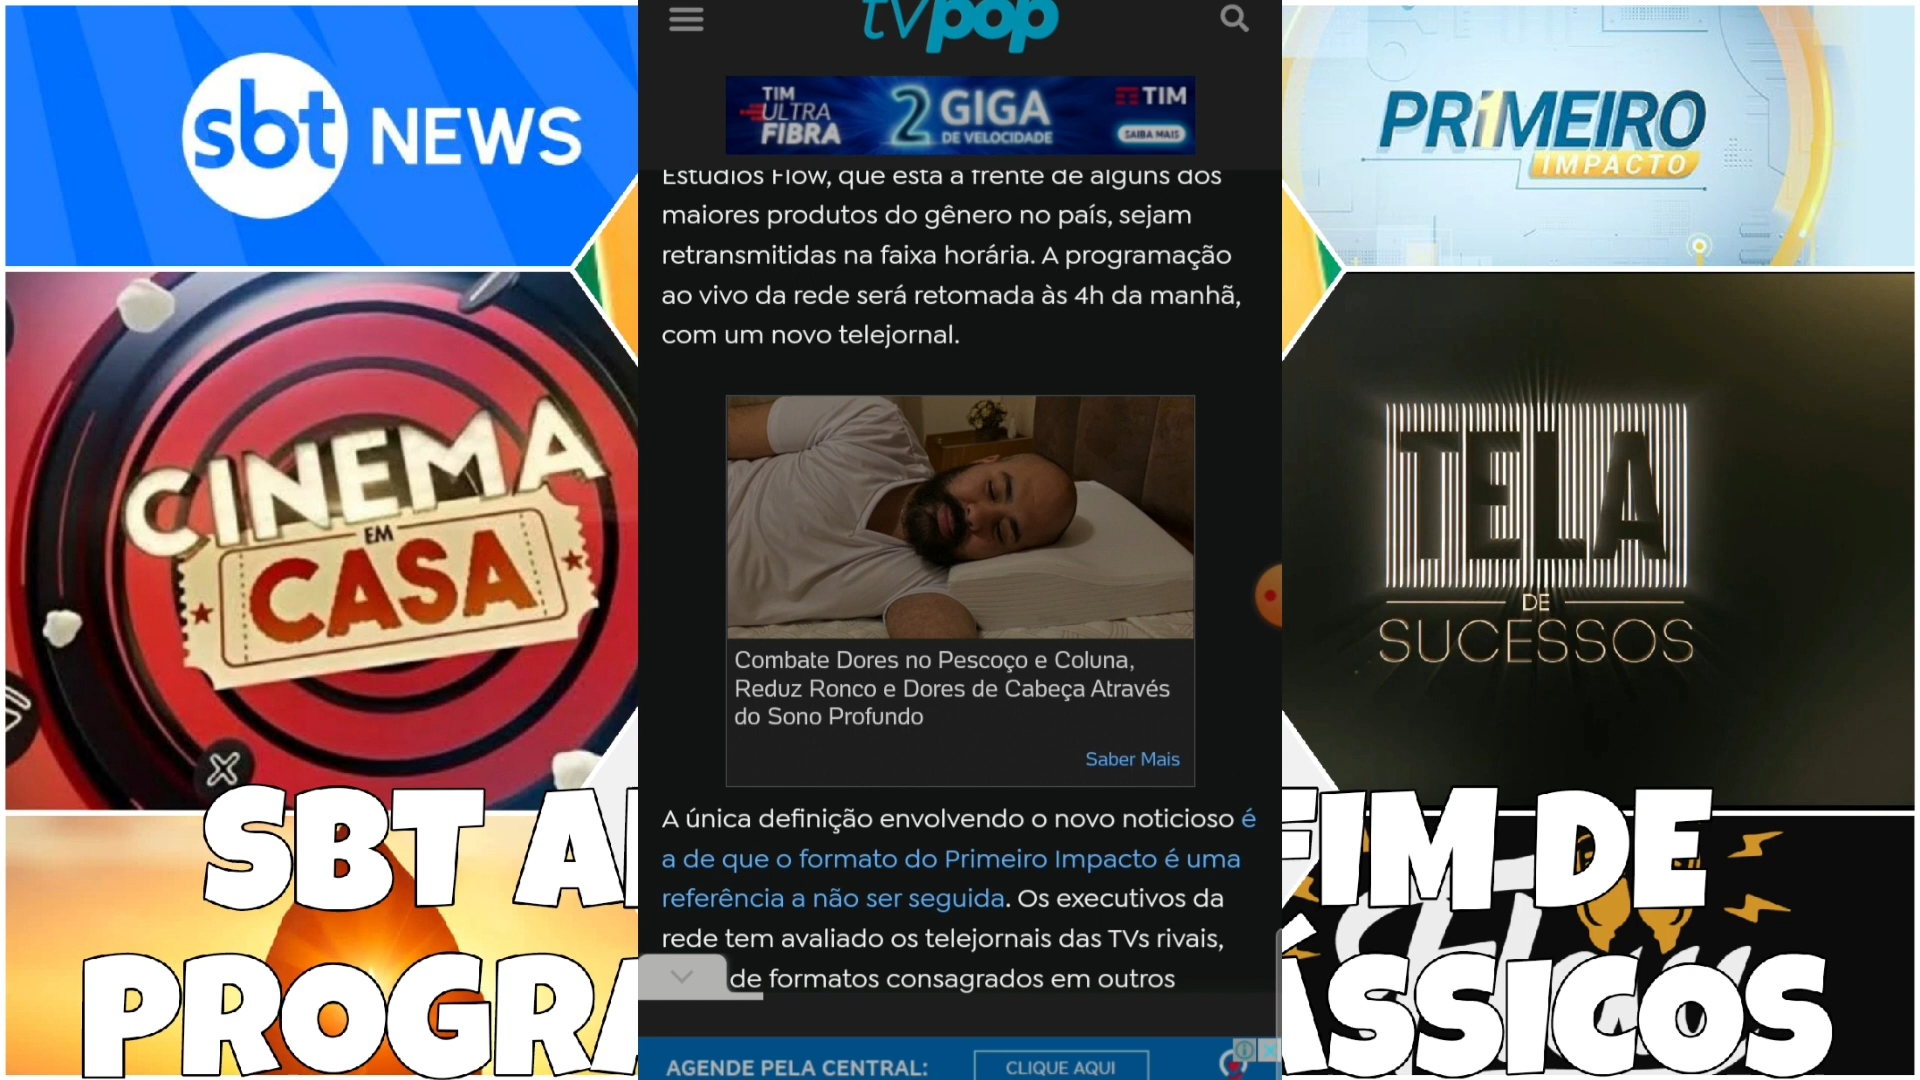 sbt NEWS
CINEMA
EM
CASA
SBT
PROGRA
tvpop
TIM
ULTRA
FIBRA
2 GIGA
DE VELOCIDADE
TIM
SAIBA MAIS
Estúdios Flow, que está à frente de alguns dos
maiores produtos do gênero no país, sejam
retransmitidas na faixa horária. A programação
ao vivo da rede será retomada às 4h da manhã,
com um novo telejornal.
Combate Dores no Pescoço e Coluna,
Reduz Ronco e Dores de Cabeça Através
do Sono Profundo
Saber Mais
A única definição envolvendo o novo noticioso é
a de que o formato do Primeiro Impacto é uma
referência a não ser seguida. Os executivos da
rede tem avaliado os telejornais das TVs rivais,
de formatos consagrados em outros
AGENDE PELA CENTRAL:
CLIQUE AQUI
PR1MEIRO
IMPACTO
TELA
DE
SUCESSOS
FIM DE
ÁSSICOS